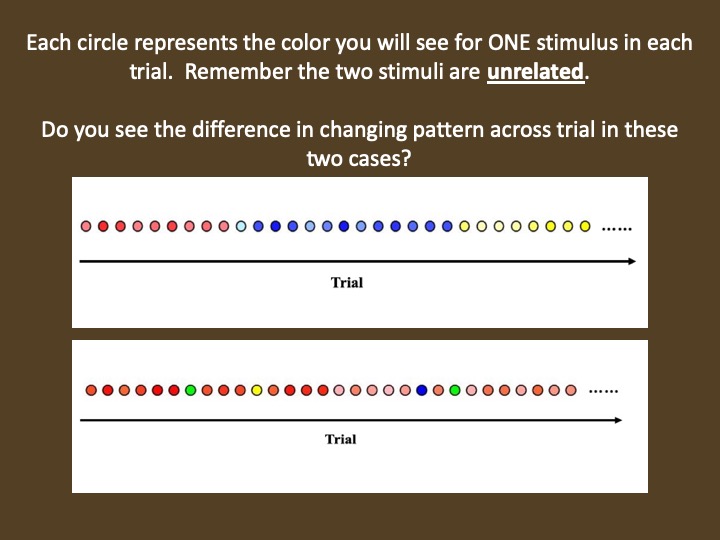 Each circle represents the color you will see for ONE stimulus in each
trial.  Remember the two stimuli are unrelated.
Do you see the difference in changing pattern across trial in these
two cases?
......
Trial
......
Trial